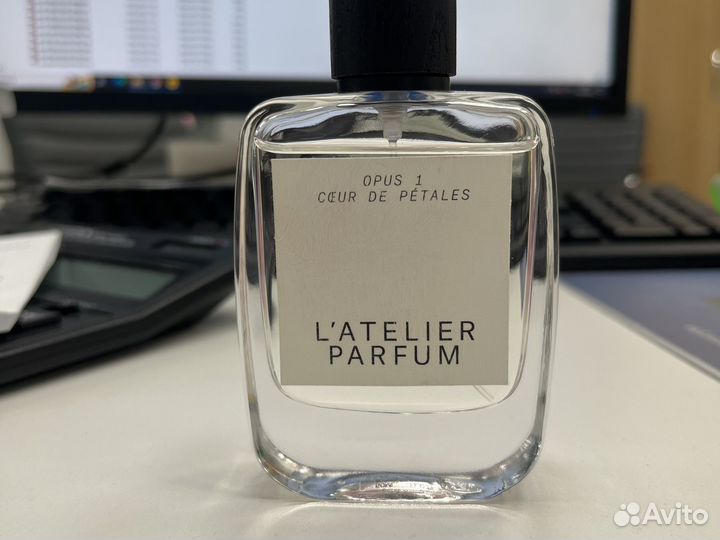 OPUS 1
CŒUR DE PÉTALES
L'ATELIER
PARFUM
Avito